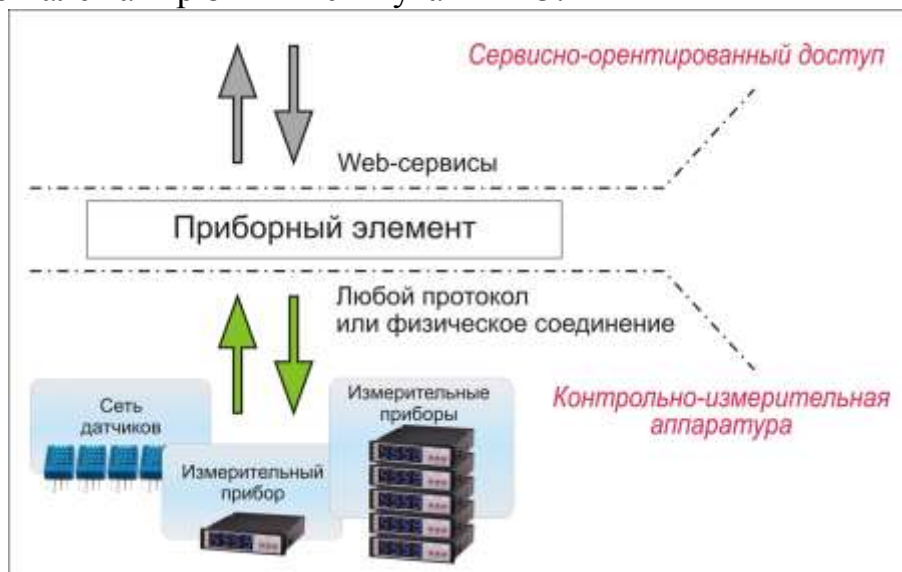 Сервисно-орентированный доступ
Web-сервисы
Приборный элемент
Любой протокол
или физическое соединение
Сеть
датчиков
Измерительные
приборы
Измерительный
прибор
Контрольно-измерительная
аппаратура